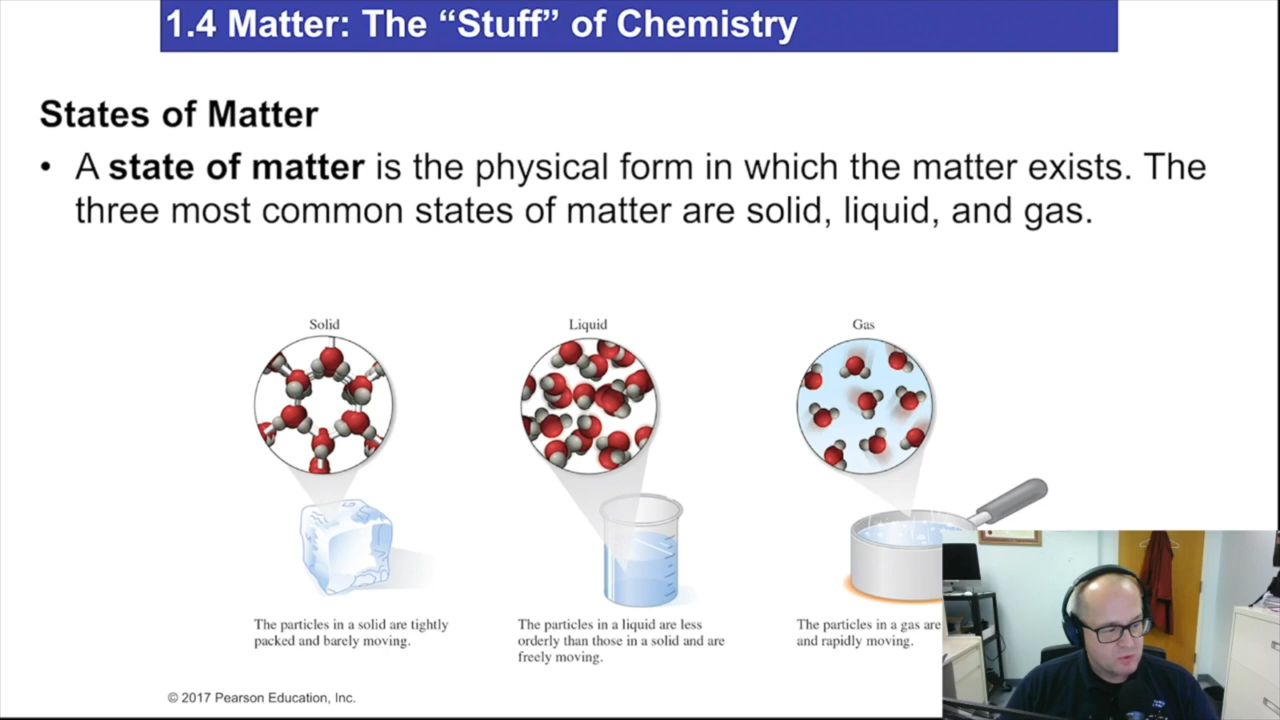 1.4 Matter: The “Stuff” of Chemistry
States of Matter
• A state of matter is the physical form in which the matter exists. The
three most common states of matter are solid, liquid, and gas.
Solid
Liquid
Gas
The particles in a solid are tightly
packed and barely moving.
The particles in a liquid are less
orderly than those in a solid and are
freely moving.
The particles in a gas are
and rapidly moving.
© 2017 Pearson Education, Inc.